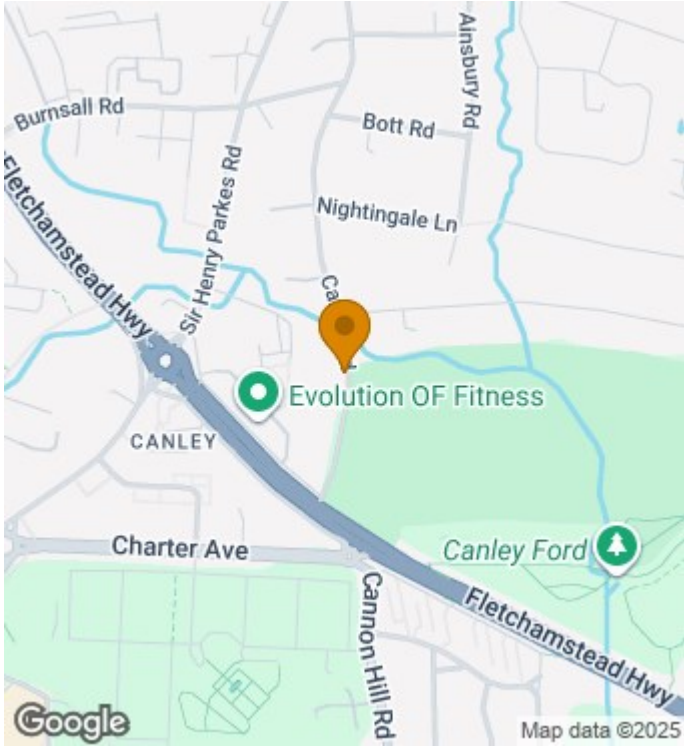 Ainsbury Rd
Burnsall Rd
Bott Rd
Fletchamstead Hwy
Sir Henry Parkes Rd
Nightingale Ln
Ca
Evolution OF Fitness
CANLEY
Charter Ave
Canley Ford
Fletchamstead Hwy
Cannon Hill Rd
Google
Map data ©2025